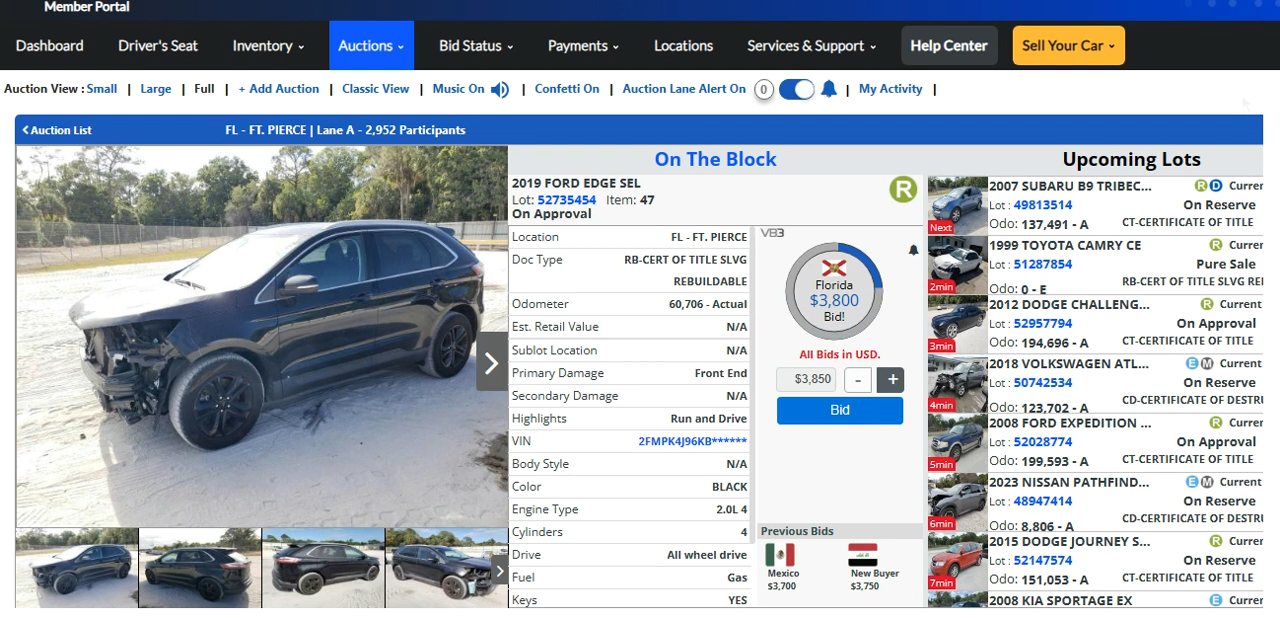 Member Portal
Dashboard Driver's Seat Inventory Auctions Bid Status Payments Locations Services & Support Help Center Sell Your Car
Auction View : Small | Large | Full | + Add Auction | Classic View | Music On | Confetti On | Auction Lane Alert On 0 | My Activity |
Auction List FL - FT. PIERCE | Lane A - 2,952 Participants
On The Block
2019 FORD EDGE SEL
Lot: 52735454 Item: 47
On Approval
R
Location FL - FT. PIERCE
Doc Type RB-CERT OF TITLE SLVG
REBUILDABLE
Odometer 60,706 - Actual
Est. Retail Value N/A
Sublot Location N/A
Primary Damage Front End
Secondary Damage N/A
Highlights Run and Drive
VIN 2FMPK4J96KB******
Body Style N/A
Color BLACK
Engine Type 2.0L 4
Cylinders 4
Drive All wheel drive
Fuel Gas
Keys YES
VB3
Florida
$3,800
Bid!
All Bids in USD.
$3,850 - +
Bid
Previous Bids
Mexico
$3,700
New Buyer
$3,750
Upcoming Lots
2007 SUBARU B9 TRIBEC... R D Curren
Lot : 49813514 On Reserve
Next Odo: 137,491 - A CT-CERTIFICATE OF TITLE
1999 TOYOTA CAMRY CE R Curren
Lot : 51287854 Pure Sale
2min Odo: 0 - E RB-CERT OF TITLE SLVG REI
2012 DODGE CHALLENG... R Current
Lot : 52957794 On Approval
3min Odo: 194,696 - A CT-CERTIFICATE OF TITLE
2018 VOLKSWAGEN ATL... E M Current
Lot : 50742534 On Reserve
4min Odo: 123,702 - A CD-CERTIFICATE OF DESTRU
2008 FORD EXPEDITION ... R Curren
Lot : 52028774 On Approval
5min Odo: 199,593 - A CT-CERTIFICATE OF TITLE
2023 NISSAN PATHFIND... E M Current
Lot : 48947414 On Reserve
6min Odo: 8,806 - A CD-CERTIFICATE OF DESTRU
2015 DODGE JOURNEY S... R Curren
Lot : 52147574 On Reserve
7min Odo: 151,053 - A CT-CERTIFICATE OF TITLE
2008 KIA SPORTAGE EX E Curren